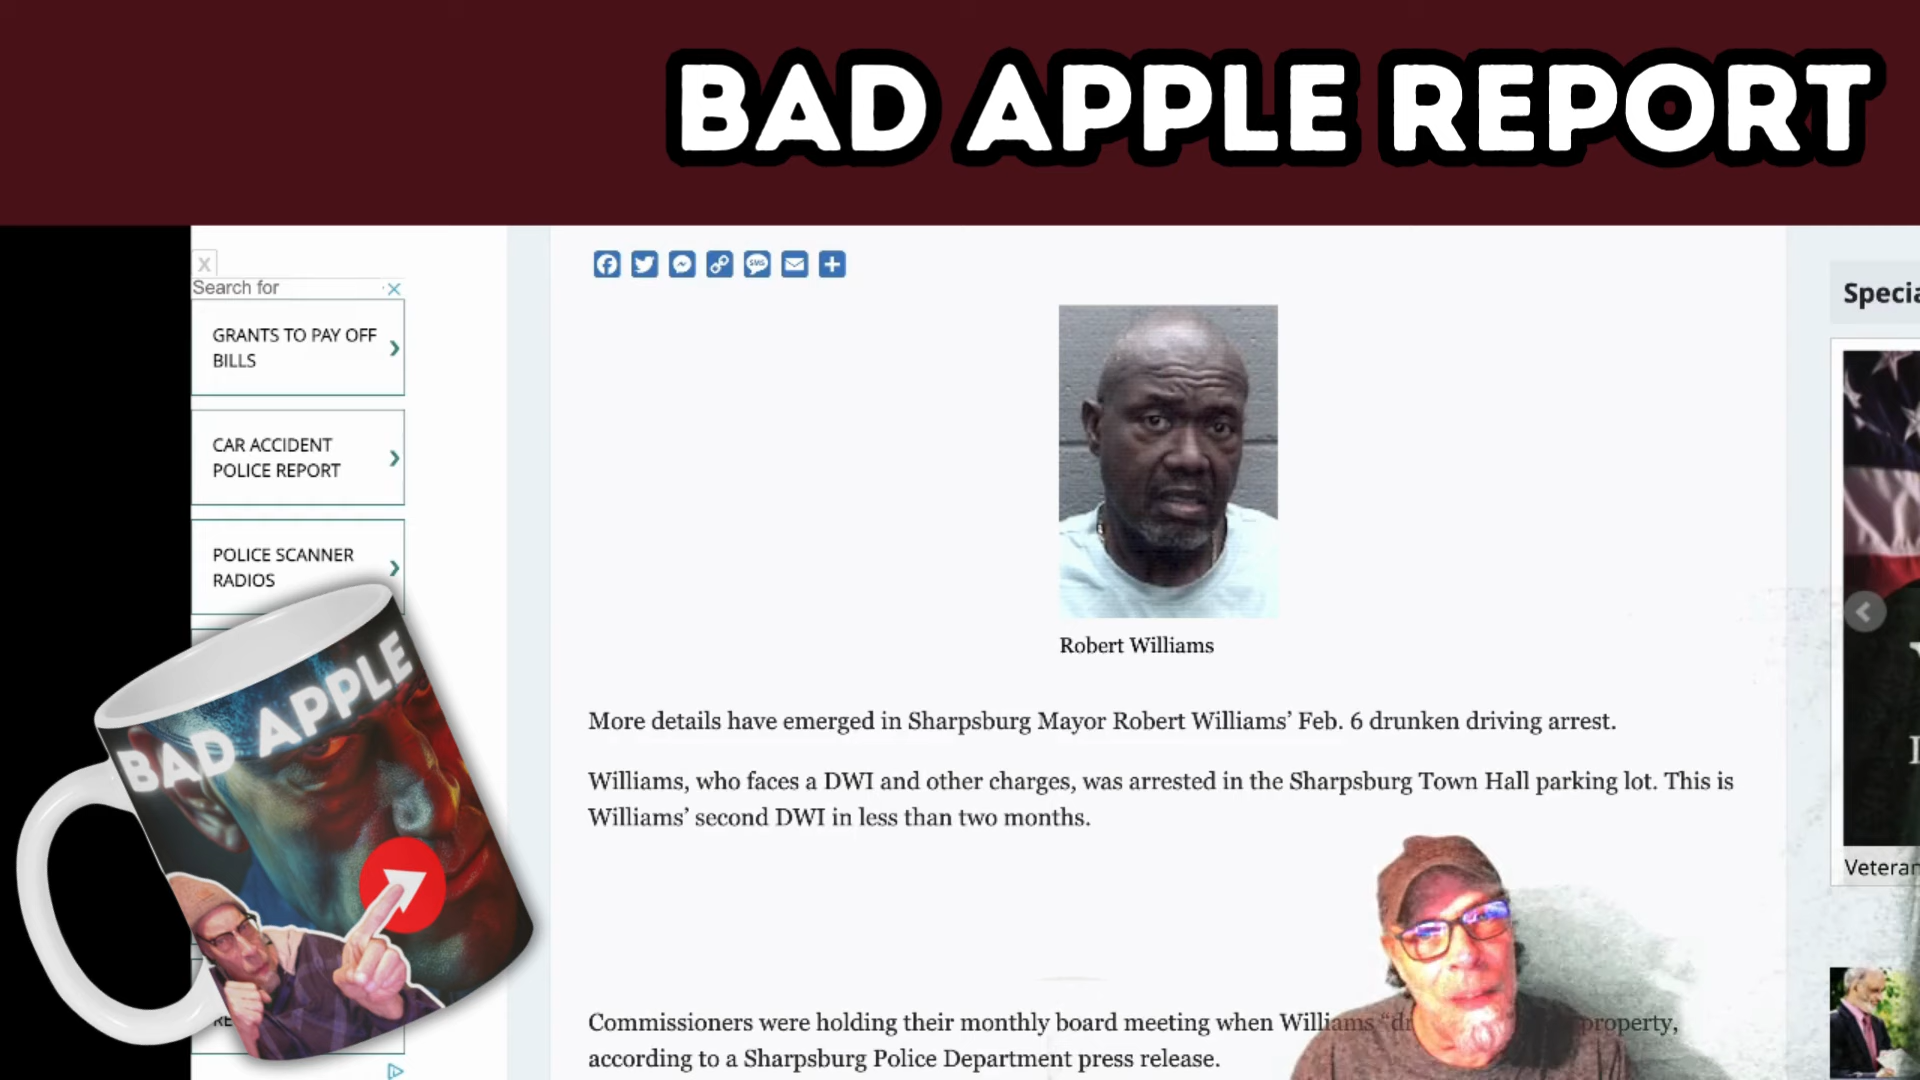 BAD APPLE REPORT
X
Search for
GRANTS TO PAY OFF
BILLS
CAR ACCIDENT
POLICE REPORT
POLICE SCANNER
RADIOS
BAD APPLE
RE
SMS
Robert Williams
More details have emerged in Sharpsburg Mayor Robert Williams’ Feb. 6 drunken driving arrest.
Williams, who faces a DWI and other charges, was arrested in the Sharpsburg Town Hall parking lot. This is
Williams’ second DWI in less than two months.
Commissioners were holding their monthly board meeting when Williams “dr property,
according to a Sharpsburg Police Department press release.
Specia
Veteran